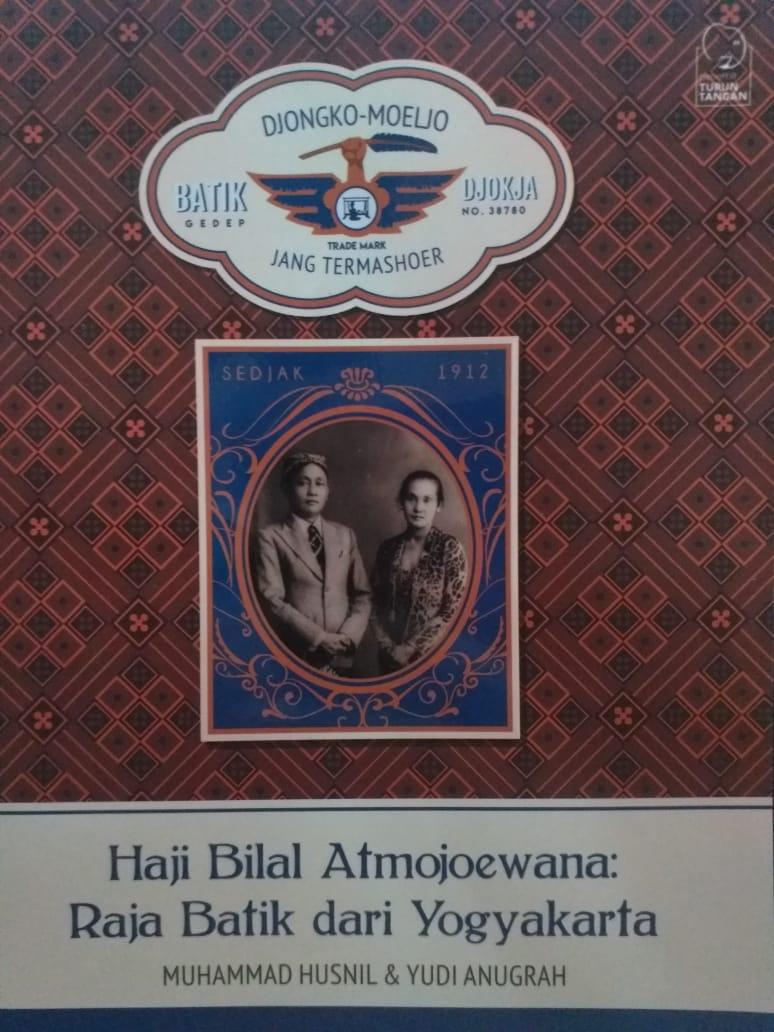 TURUN
TANGAN
DJONGKO-MOELJO
BATIK
GEDEP
DJOKJA
NO. 38780
TRADE MARK
JANG TERMASHOER
SEDJAK 1912
Haji Bilal Atmojoewana:
Raja Batik dari Yogyakarta
MUHAMMAD HUSNIL & YUDI ANUGRAH